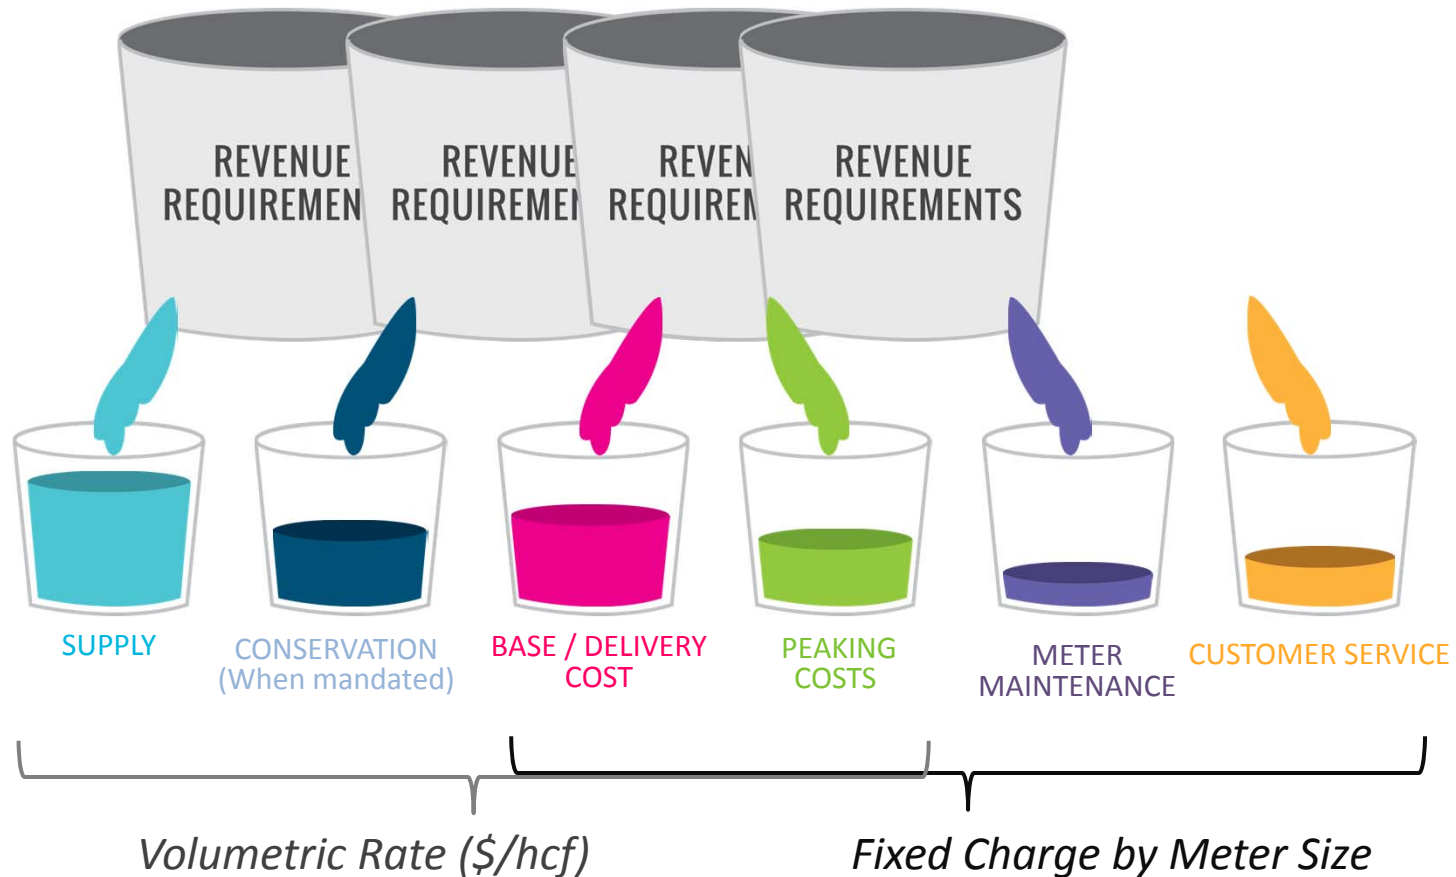 REVENUE
REQUIREMEN
REVENUE
REQUIREMEN
REVEN
REQUIREM
REVENUE
REQUIREMENTS
SUPPLY
CONSERVATION
(When mandated)
BASE / DELIVERY
COST
PEAKING
COSTS
METER
MAINTENANCE
CUSTOMER SERVICE
Volumetric Rate ($/hcf)
Fixed Charge by Meter Size